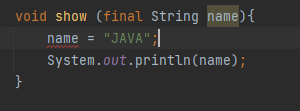 void show (final String name){
name = "JAVA";
System.out.println(name);
}